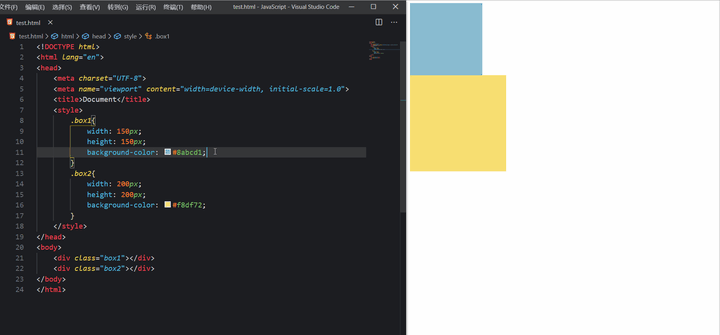 文件(F) 编辑(E) 选择(S) 查看(V) 转到(G) 运行(R) 终端(T) 帮助(H) test.html - JavaScript - Visual Studio Code
test.html
test.html > html > head > style > .box1
1 <!DOCTYPE html>
2 <html lang="en">
3 <head>
4 <meta charset="UTF-8">
5 <meta name="viewport" content="width=device-width, initial-scale=1.0">
6 <title>Document</title>
7 <style>
8 .box1{
9 width: 150px;
10 height: 150px;
11 background-color: #8abcd1;
12 }
13 .box2{
14 width: 200px;
15 height: 200px;
16 background-color: #f8df72;
17 }
18 </style>
19 </head>
20 <body>
21 <div class="box1"></div>
22 <div class="box2"></div>
23 </body>
24 </html>